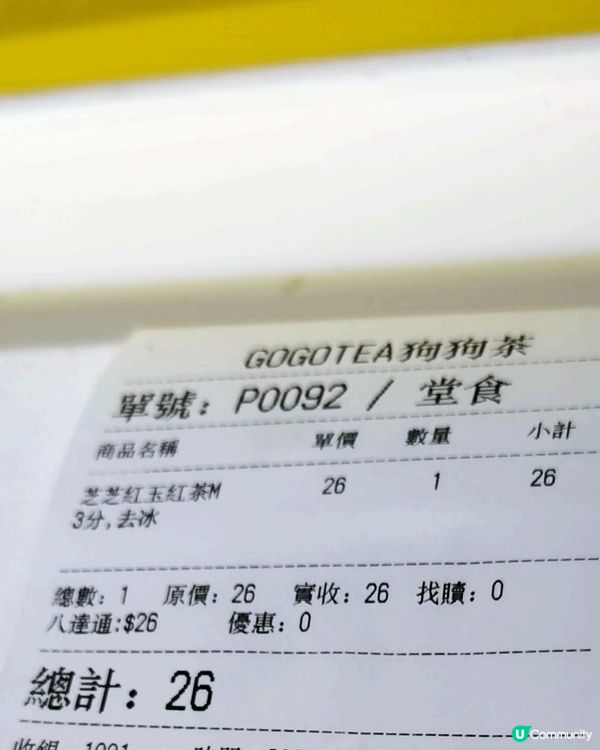 GOGOTEA狗狗茶
單號: P0092 / 堂食
商品名稱 單價 數量 小計
芝芝紅玉紅茶M 26 1 26
3分,去冰
總數: 1 原價: 26 實收: 26 找贖: 0
八達通:$26 優惠: 0
總計: 26
U Community